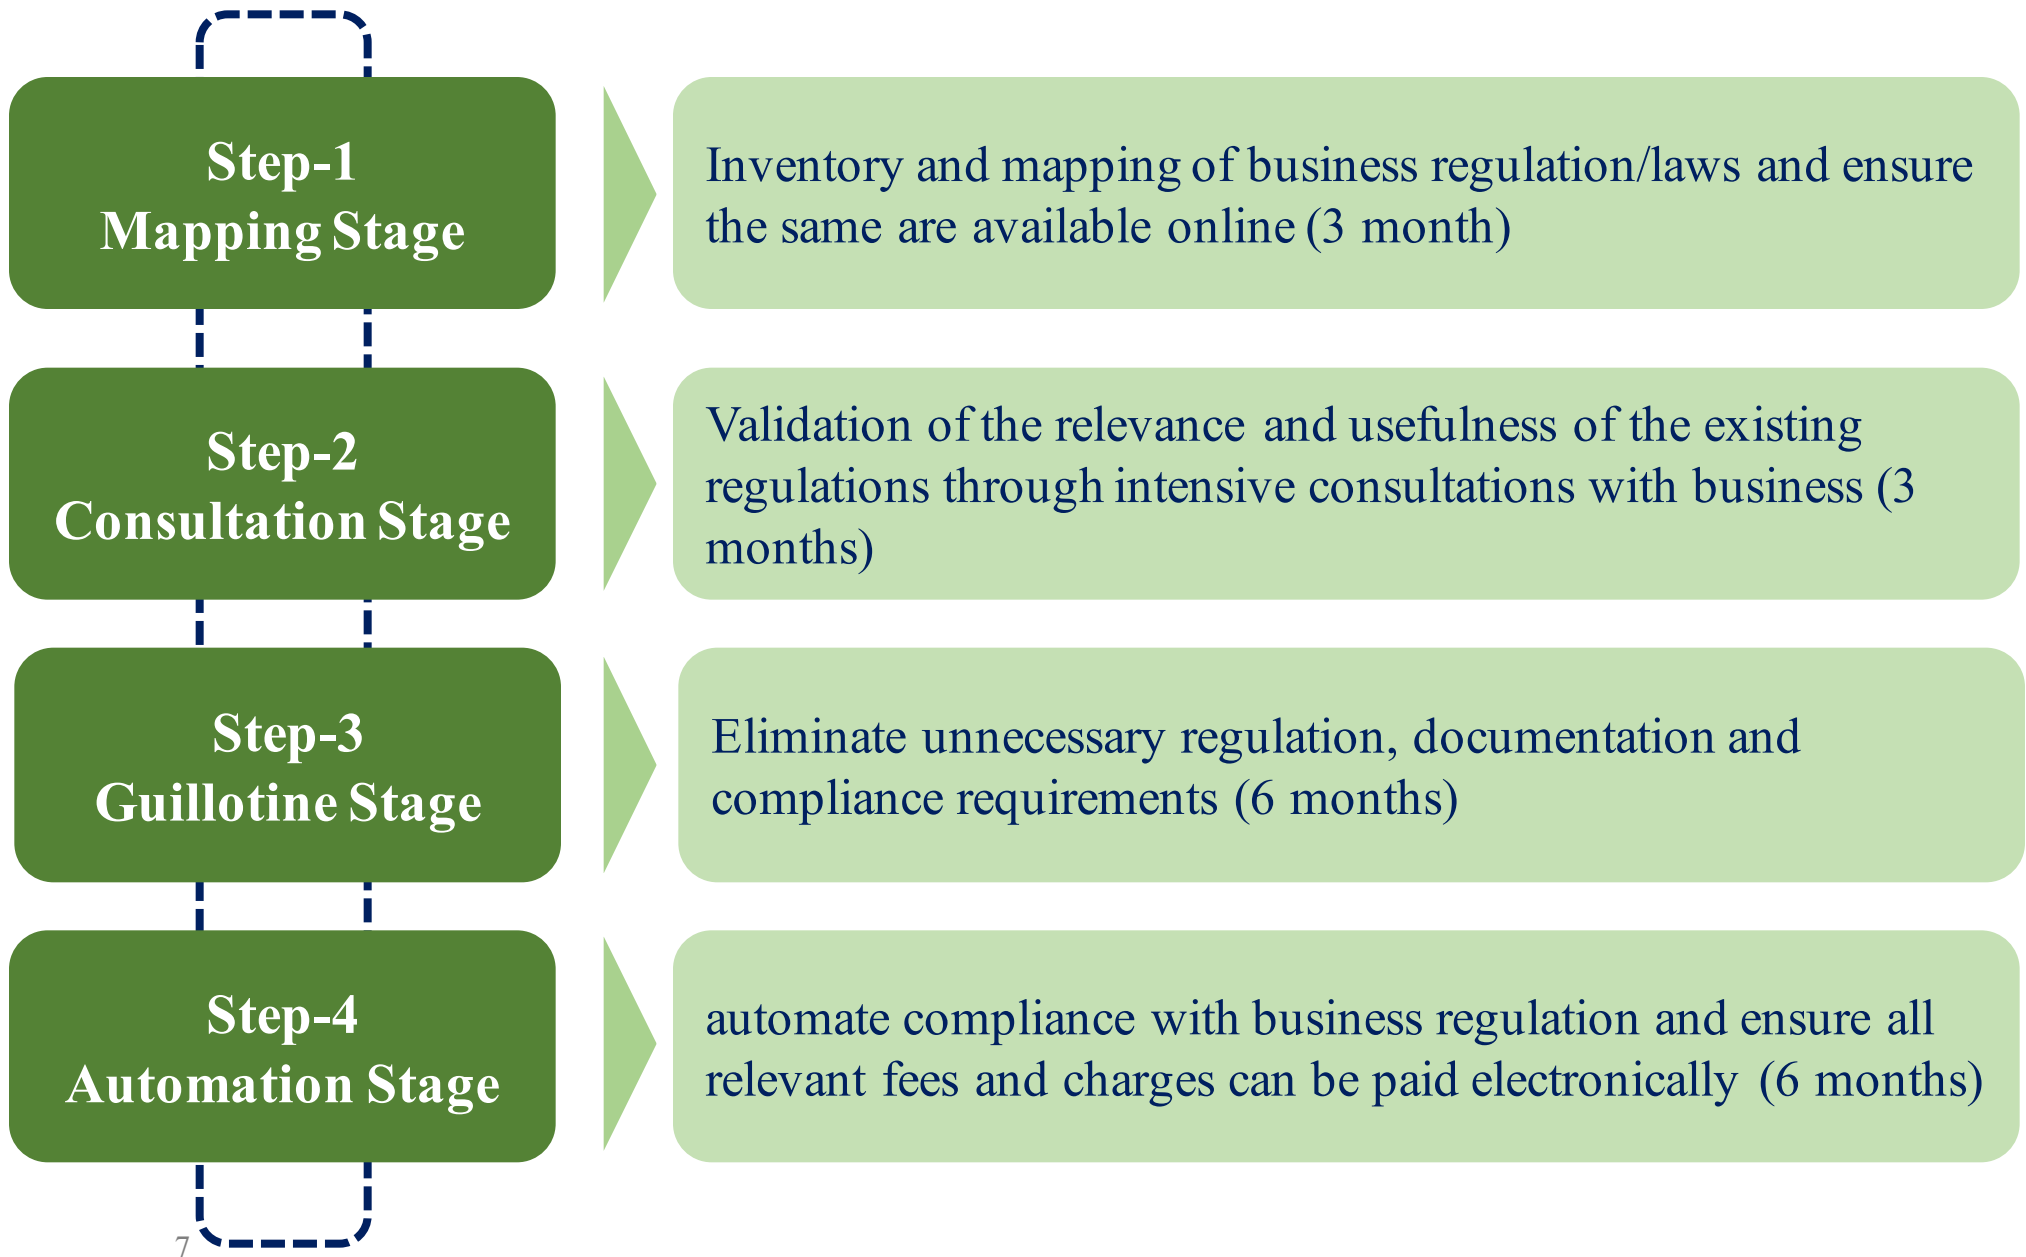 Step-1
Mapping Stage
Inventory and mapping of business regulation/laws and ensure
the same are available online (3 month)
Step-2
Consultation Stage
Validation of the relevance and usefulness of the existing
regulations through intensive consultations with business (3
months)
Step-3
Guillotine Stage
Eliminate unnecessary regulation, documentation and
compliance requirements (6 months)
Step-4
Automation Stage
automate compliance with business regulation and ensure all
relevant fees and charges can be paid electronically (6 months)
7